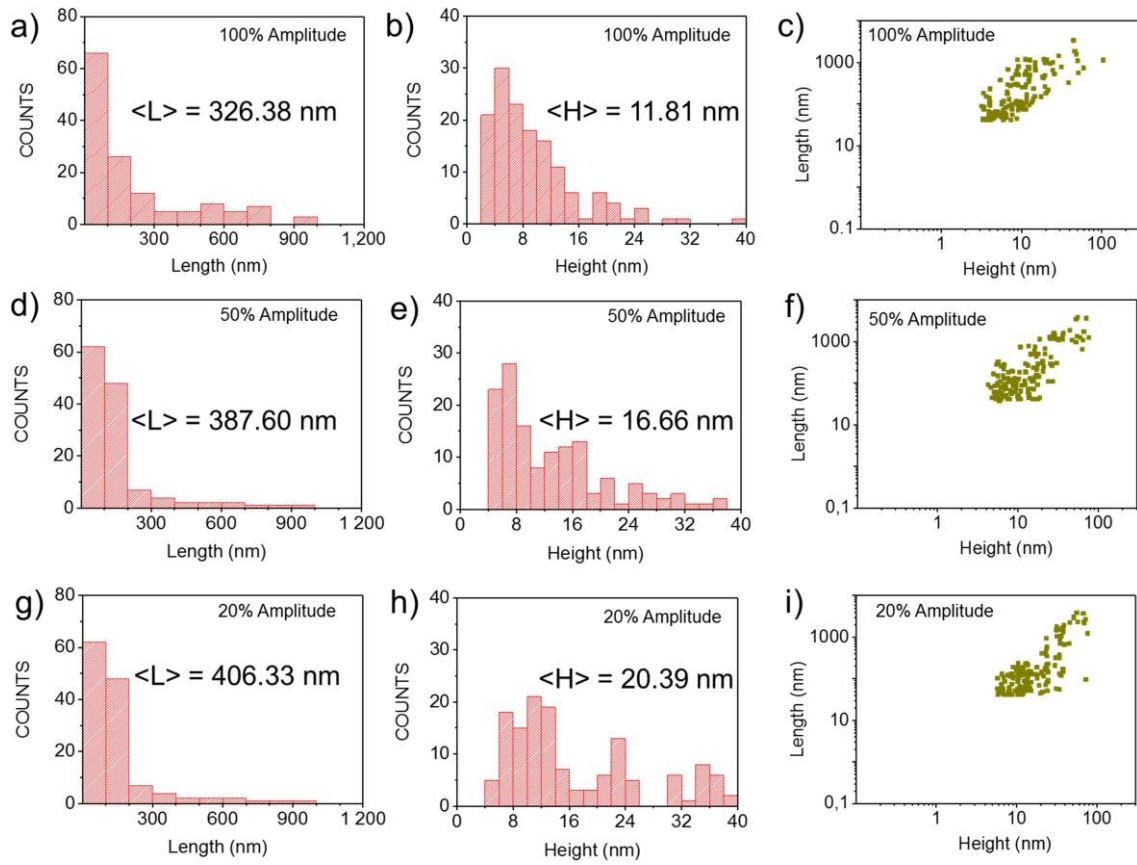 a)
80
60
40
20
0
COUNTS
100% Amplitude
<L> = 326.38 nm
300 600 900 1,200
Length (nm)
b)
40
30
20
10
0
COUNTS
100% Amplitude
<H> = 11.81 nm
0 8 16 24 32 40
Height (nm)
c)
100% Amplitude
1000
10
0.1
Length (nm)
1 10 100
Height (nm)
d)
80
60
40
20
0
COUNTS
50% Amplitude
<L> = 387.60 nm
300 600 900 1,200
Length (nm)
e)
40
30
20
10
0
COUNTS
50% Amplitude
<H> = 16.66 nm
0 8 16 24 32 40
Height (nm)
f)
50% Amplitude
1000
10
0,1
Length (nm)
1 10 100
Height (nm)
g)
80
60
40
20
0
COUNTS
20% Amplitude
<L> = 406.33 nm
300 600 900 1,200
Length (nm)
h)
40
30
20
10
0
COUNTS
20% Amplitude
<H> = 20.39 nm
0 8 16 24 32 40
Height (nm)
i)
20% Amplitude
1000
10
0,1
Length (nm)
1 10 100
Height (nm)